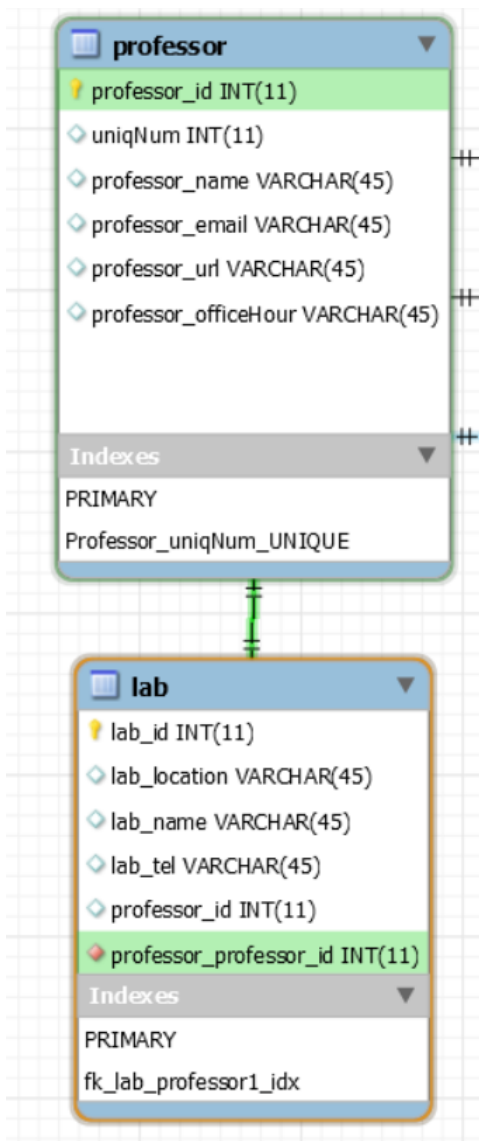 professor
professor_id INT(11)
uniqNum INT(11)
professor_name VARCHAR(45)
professor_email VARCHAR(45)
professor_url VARCHAR(45)
professor_officeHour VARCHAR(45)
Indexes
PRIMARY
Professor_uniqNum_UNIQUE
lab
lab_id INT(11)
lab_location VARCHAR(45)
lab_name VARCHAR(45)
lab_tel VARCHAR(45)
professor_id INT(11)
professor_professor_id INT(11)
Indexes
PRIMARY
fk_lab_professor1_idx